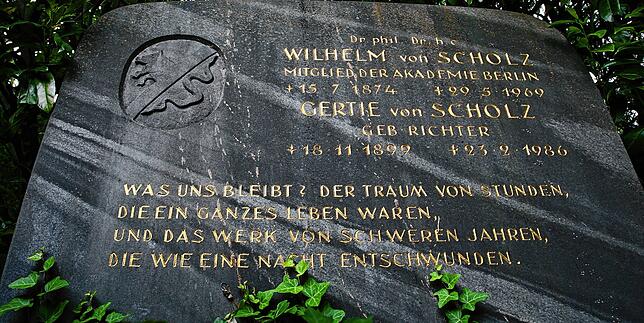 Dr. phil. Dr. h. c.
WILHELM von SCHOLZ
MITGLIED DER AKADEMIE BERLIN
+15·7·1874 +29·5·1969
GERTIE von SCHOLZ
GEB RICHTER
+18·11·1899 +23·2·1986
WAS UNS BLEIBT? DER TRAUM VON STUNDEN,
DIE EIN GANZES LEBEN WAREN,
UND DAS WERK VON SCHWEREN JAHREN,
DIE WIE EINE NACHT ENTSCHWUNDEN.